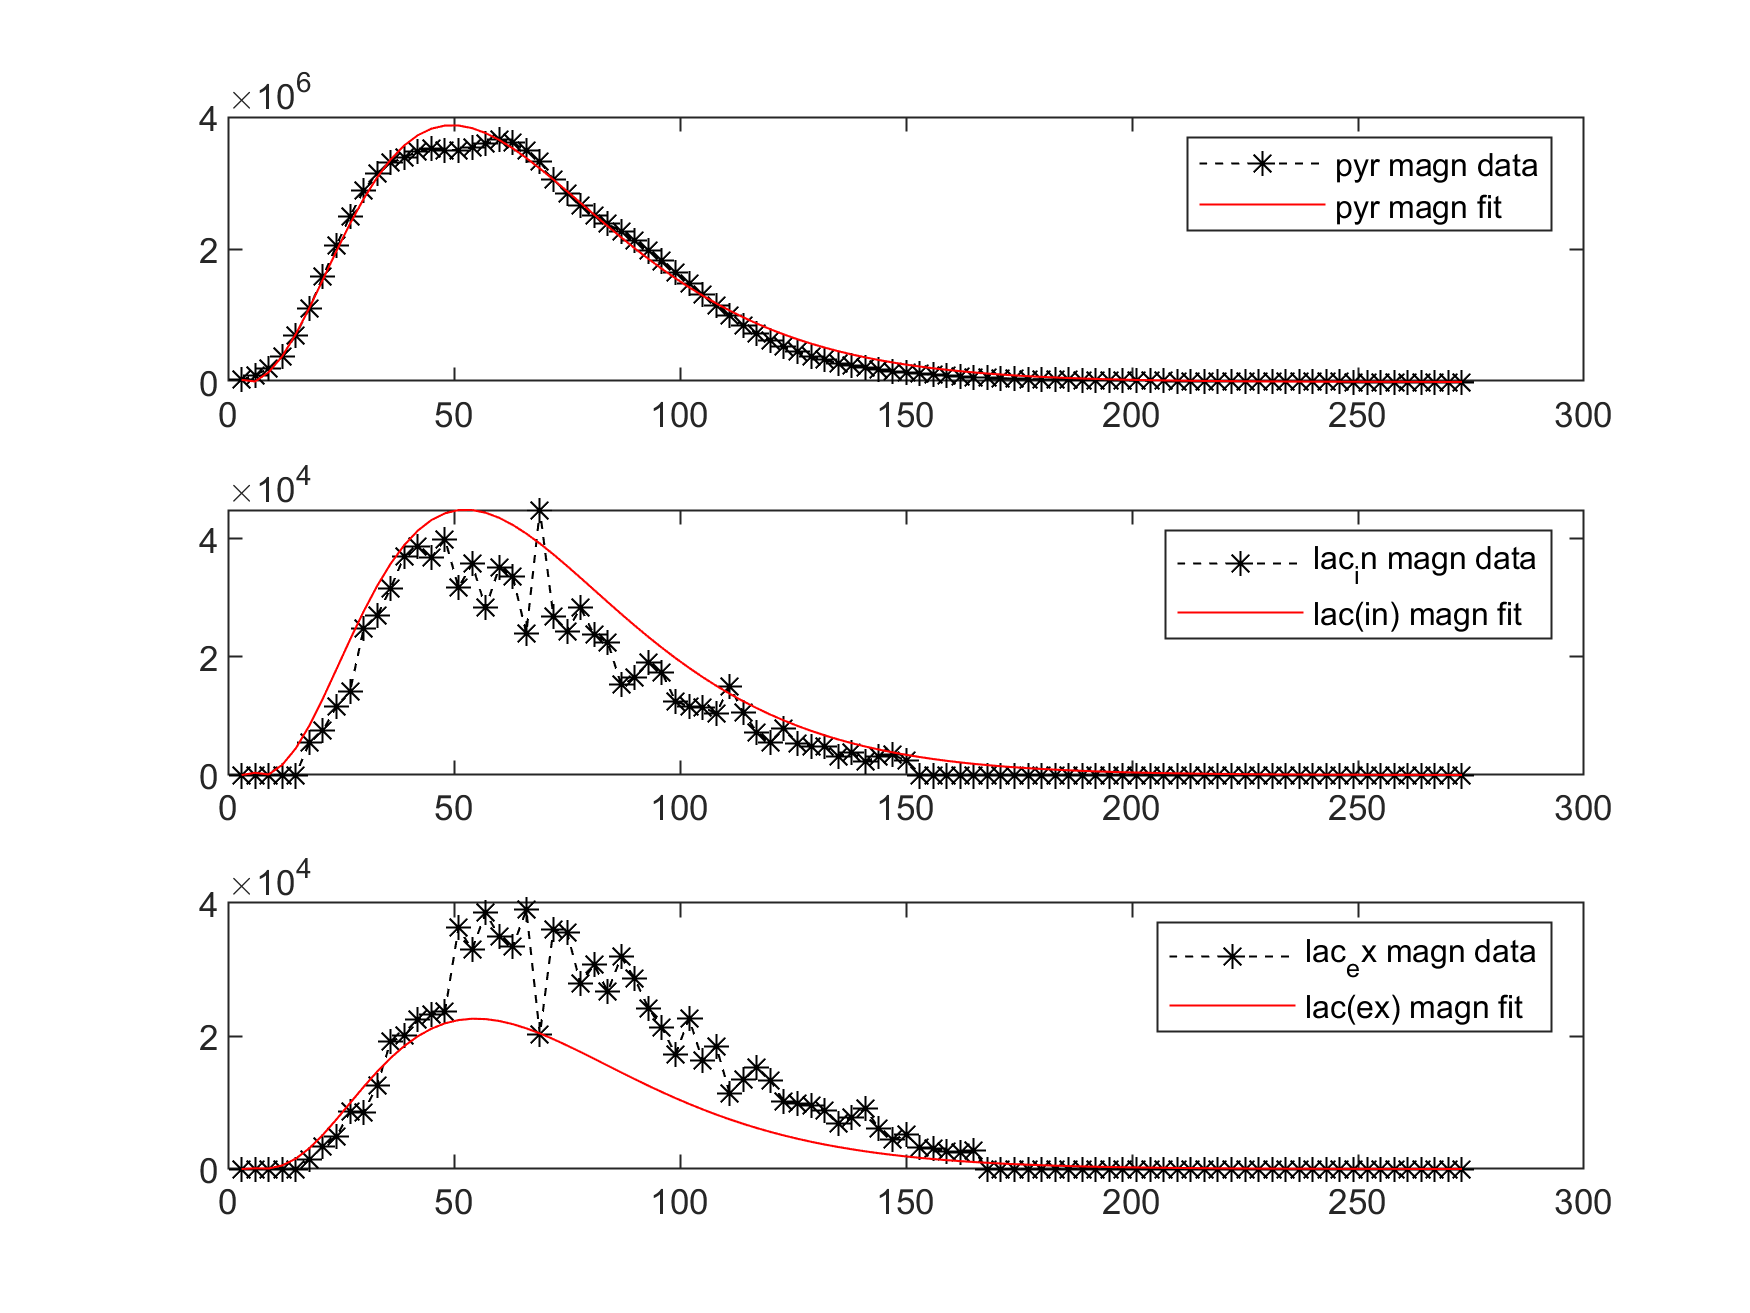 ×10^6
4
2
0
0 50 100 150 200 250 300
pyr magn data
pyr magn fit
×10^4
4
2
0
0 50 100 150 200 250 300
lac_in magn data
lac(in) magn fit
×10^4
4
2
0
0 50 100 150 200 250 300
lac_ex magn data
lac(ex) magn fit